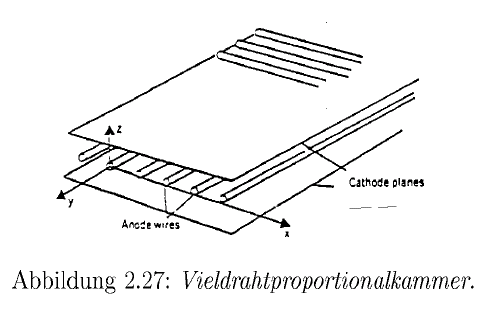 z
Cathode planes
y
Anode wires
x
Abbildung 2.27: Vieldrahtproportionalkammer.